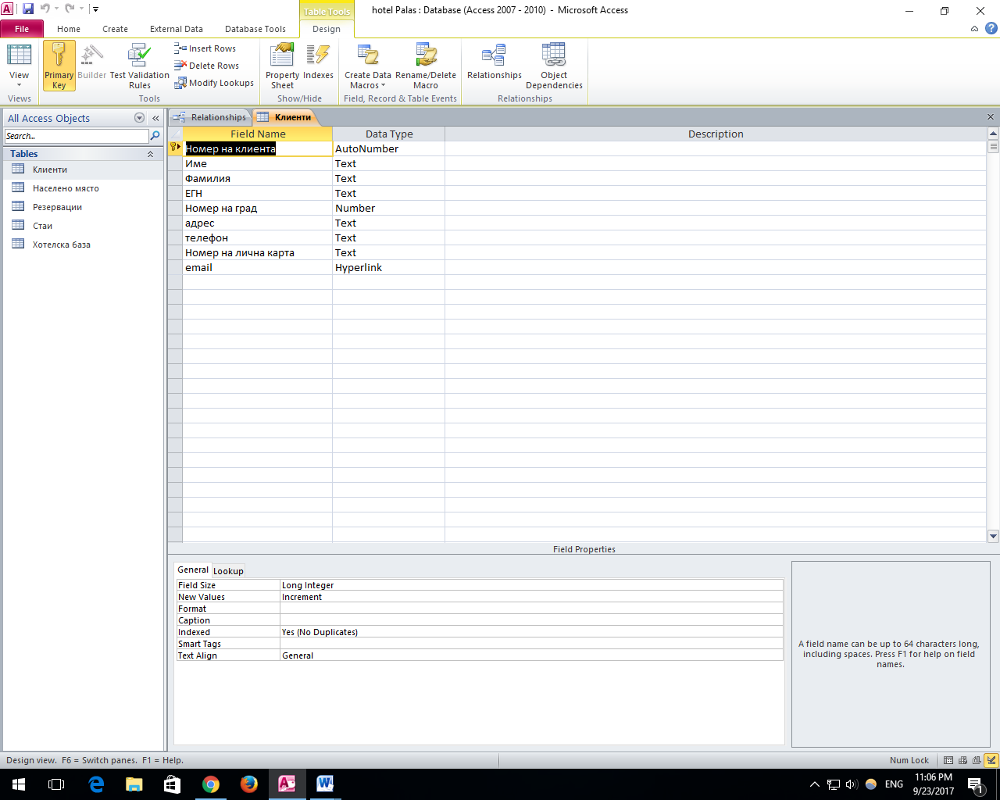 hotel Palas : Database (Access 2007 - 2010) - Microsoft Access
Table Tools
File Home Create External Data Database Tools Design
View
Primary Key
Builder
Test Validation Rules
Insert Rows
Delete Rows
Modify Lookups
Property Sheet
Indexes
Create Data Macros
Rename/Delete Macro
Relationships
Object Dependencies
Views Tools Show/Hide Field, Record & Table Events Relationships
All Access Objects
Search...
Tables
Клиенти
Населено място
Резервации
Стаи
Хотелска база
Relationships Клиенти
Field Name Data Type Description
Номер на клиента AutoNumber
Име Text
Фамилия Text
ЕГН Text
Номер на град Number
адрес Text
телефон Text
Номер на лична карта Text
email Hyperlink
Field Properties
General Lookup
Field Size Long Integer
New Values Increment
Format
Caption
Indexed Yes (No Duplicates)
Smart Tags
Text Align General
A field name can be up to 64 characters long,
including spaces. Press F1 for help on field
names.
Design view. F6 = Switch panes. F1 = Help.
Num Lock
ENG
11:06 PM
9/23/2017
1